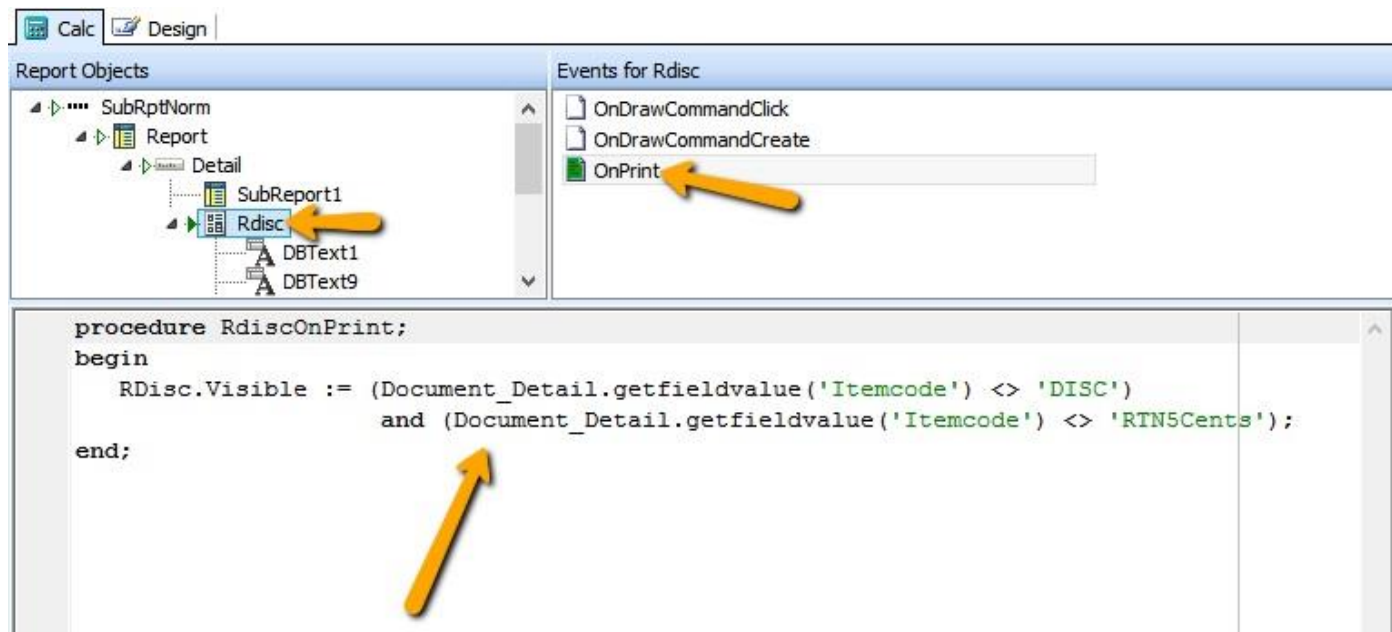 Calc Design
Report Objects
Events for Rdisc
SubRptNorm
Report
Detail
SubReport1
Rdisc
DBText1
DBText9
OnDrawCommandClick
OnDrawCommandCreate
OnPrint
procedure RdiscOnPrint;
begin
RDisc.Visible := (Document_Detail.getfieldvalue('Itemcode') <> 'DISC')
and (Document_Detail.getfieldvalue('Itemcode') <> 'RTN5Cents');
end;